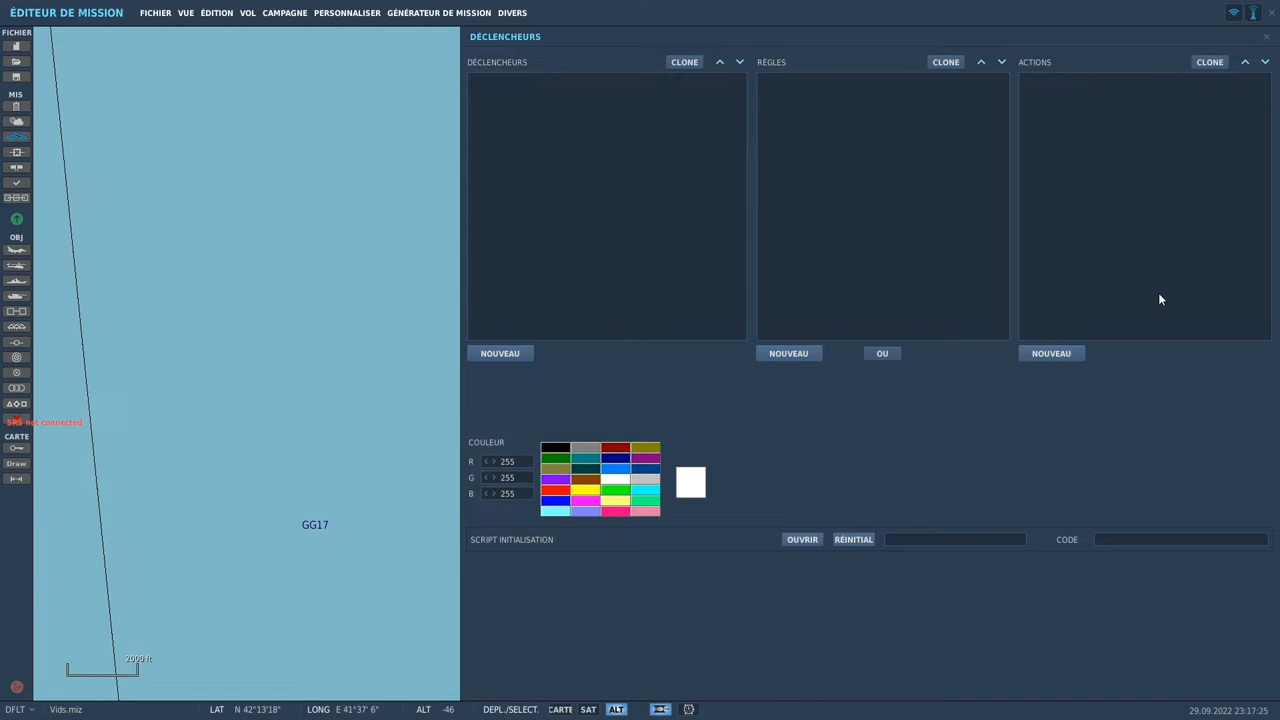 ÉDITEUR DE MISSION FICHIER VUE ÉDITION VOL CAMPAGNE PERSONNALISER GÉNÉRATEUR DE MISSION DIVERS
FICHIER
DÉCLENCHEURS
DÉCLENCHEURS CLONE RÈGLES CLONE ACTIONS CLONE
MIS
OBJ
NOUVEAU NOUVEAU OU NOUVEAU
SRS not connected
CARTE
Draw
COULEUR
R 255
G 255
B 255
GG17
SCRIPT INITIALISATION OUVRIR RÉINITIAL CODE
2000 ft
DFLT Vids.miz LAT N 42°13'18" LONG E 41°37' 6" ALT -46 DEPL./SELECT. CARTE SAT ALT 29.09.2022 23:17:25